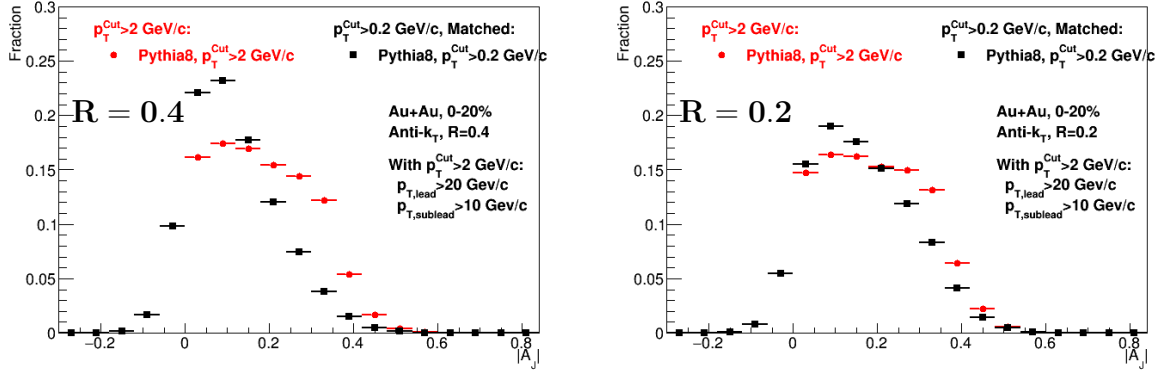 Fraction
0.3
0.25
0.2
0.15
0.1
0.05
0
p_T^Cut>2 GeV/c:
Pythia8, p_T^Cut>2 GeV/c
p_T^Cut>0.2 GeV/c, Matched:
Pythia8, p_T^Cut>0.2 GeV/c
R = 0.4
Au+Au, 0-20%
Anti-k_T, R=0.4
With p_T^Cut>2 GeV/c:
p_T,lead>20 Gev/c
p_T,sublead>10 Gev/c
−0.2 0 0.2 0.4 0.6 0.8
|A_J|
Fraction
0.3
0.25
0.2
0.15
0.1
0.05
0
p_T^Cut>2 GeV/c:
Pythia8, p_T^Cut>2 GeV/c
p_T^Cut>0.2 GeV/c, Matched:
Pythia8, p_T^Cut>0.2 GeV/c
R = 0.2
Au+Au, 0-20%
Anti-k_T, R=0.2
With p_T^Cut>2 GeV/c:
p_T,lead>20 Gev/c
p_T,sublead>10 Gev/c
−0.2 0 0.2 0.4 0.6 0.8
|A_J|